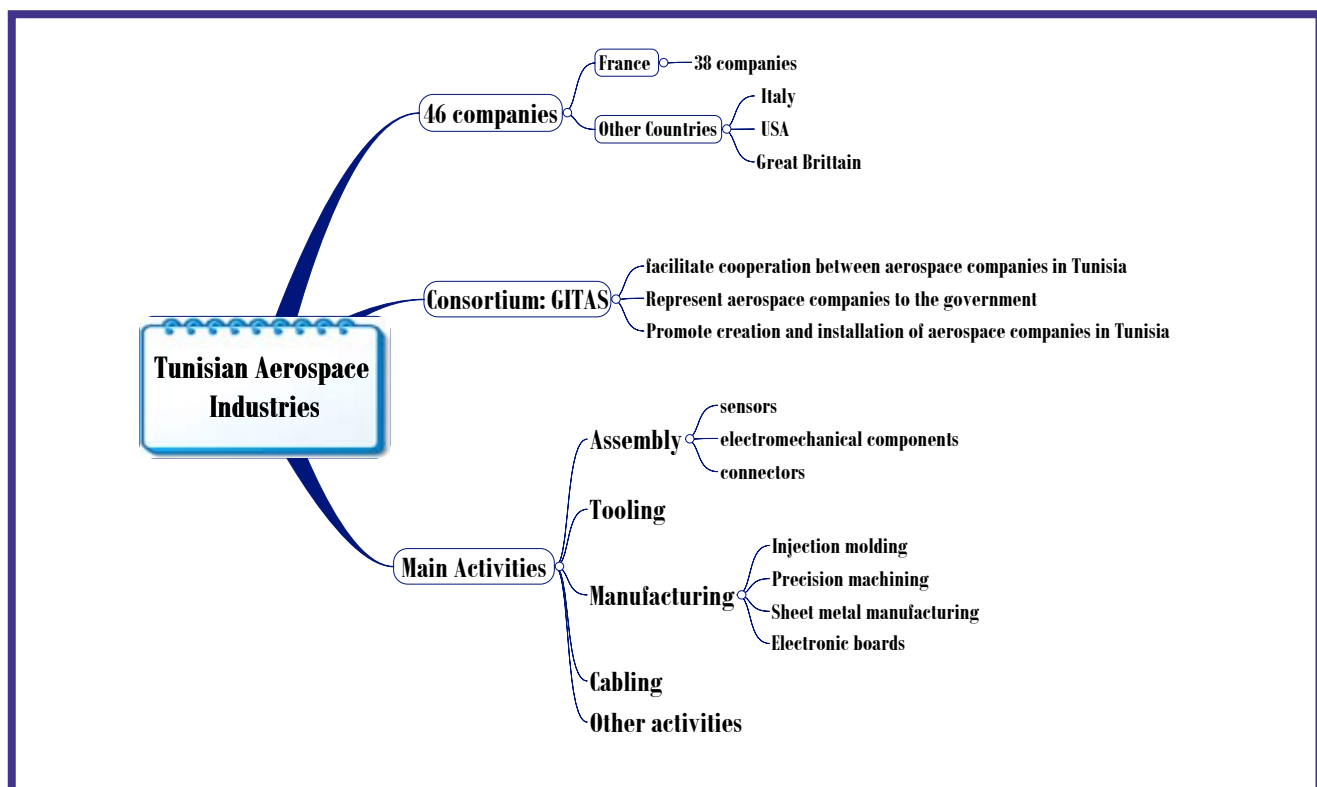 Tunisian Aerospace
Industries
46 companies
France
38 companies
Other Countries
Italy
USA
Great Brittain
Consortium: GITAS
facilitate cooperation between aerospace companies in Tunisia
Represent aerospace companies to the government
Promote creation and installation of aerospace companies in Tunisia
Main Activities
Assembly
sensors
electromechanical components
connectors
Tooling
Manufacturing
Injection molding
Precision machining
Sheet metal manufacturing
Electronic boards
Cabling
Other activities